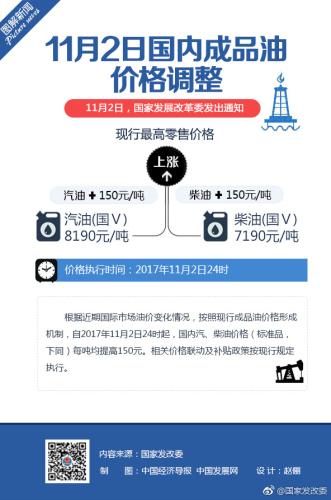 图解新闻
Picture news
11月2日国内成品油
价格调整
11月2日，国家发展改革委发出通知
现行最高零售价格
上涨
汽油+150元/吨
柴油+150元/吨
汽油(国Ⅴ)
8190元/吨
柴油(国Ⅴ)
7190元/吨
价格执行时间：2017年11月2日24时
根据近期国际市场油价变化情况，按照现行成品油价格形成
机制，自2017年11月2日24时起，国内汽、柴油价格（标准品，
下同）每吨均提高150元。相关价格联动及补贴政策按现行规定
执行。
内容来源：国家发改委
制 图：中国经济导报 中国发展网
设计：赵棚
@国家发改委